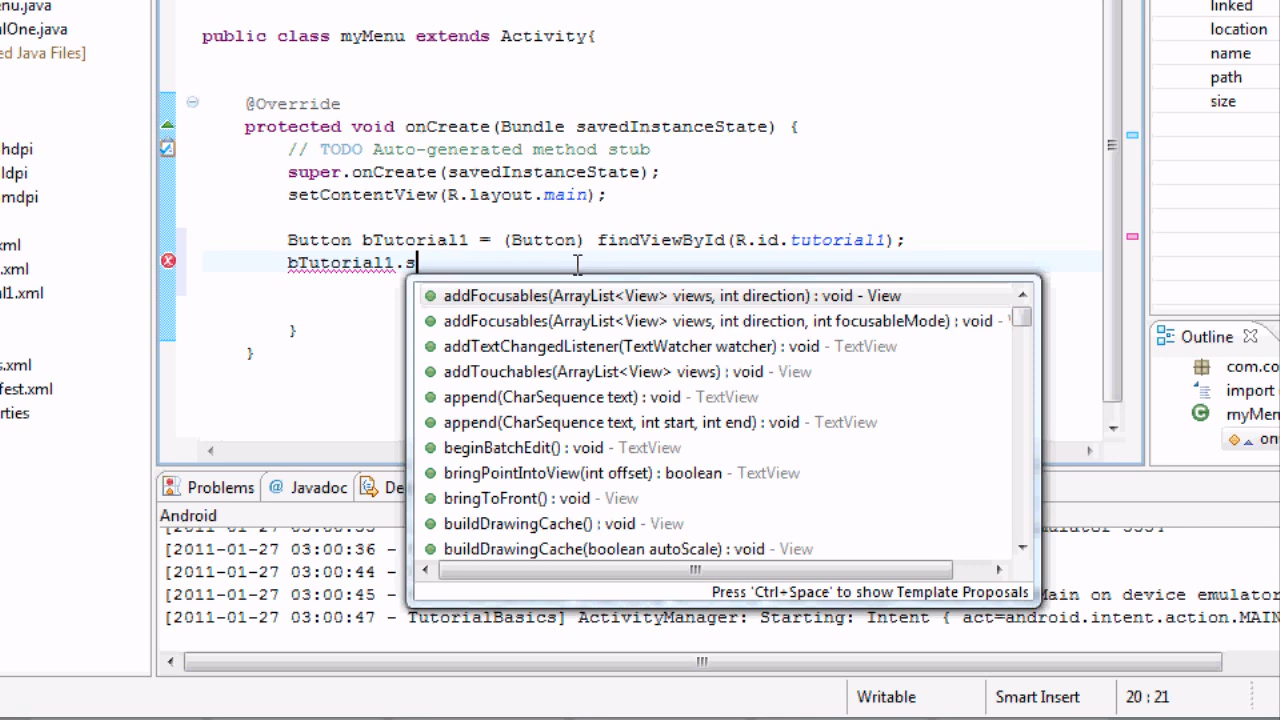 nu.java
alOne.java
ed Java Files]
hdpi
ldpi
mdpi
xml
.xml
l1.xml
s.xml
fest.xml
rties
public class myMenu extends Activity{
@Override
protected void onCreate(Bundle savedInstanceState) {
// TODO Auto-generated method stub
super.onCreate(savedInstanceState);
setContentView(R.layout.main);
Button bTutorial1 = (Button) findViewById(R.id.tutorial1);
bTutorial1.s
}
}
addFocusables(ArrayList<View> views, int direction) : void - View
addFocusables(ArrayList<View> views, int direction, int focusableMode) : void -
addTextChangedListener(TextWatcher watcher) : void - TextView
addTouchables(ArrayList<View> views) : void - View
append(CharSequence text) : void - TextView
append(CharSequence text, int start, int end) : void - TextView
beginBatchEdit() : void - TextView
bringPointIntoView(int offset) : boolean - TextView
bringToFront() : void - View
buildDrawingCache() : void - View
buildDrawingCache(boolean autoScale) : void - View
Press 'Ctrl+Space' to show Template Proposals
linked
location
name
path
size
Outline
com.co
import
myMen
on
Problems @ Javadoc De
Android
[2011-01-27 03:00:36 -
[2011-01-27 03:00:44 -
[2011-01-27 03:00:45 - Main on device emulator
[2011-01-27 03:00:47 - TutorialBasics] ActivityManager: Starting: Intent { act=android.intent.action.MAIN
Writable Smart Insert 20 : 21